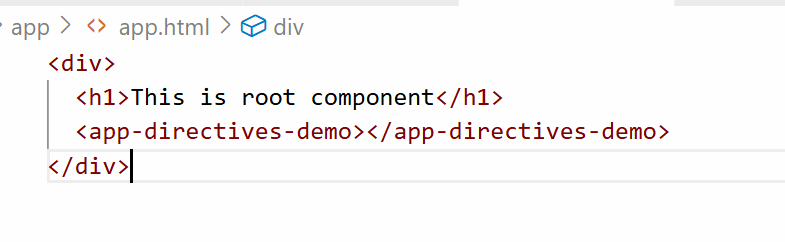 app > <> app.html > div
<div>
<h1>This is root component</h1>
<app-directives-demo></app-directives-demo>
</div>